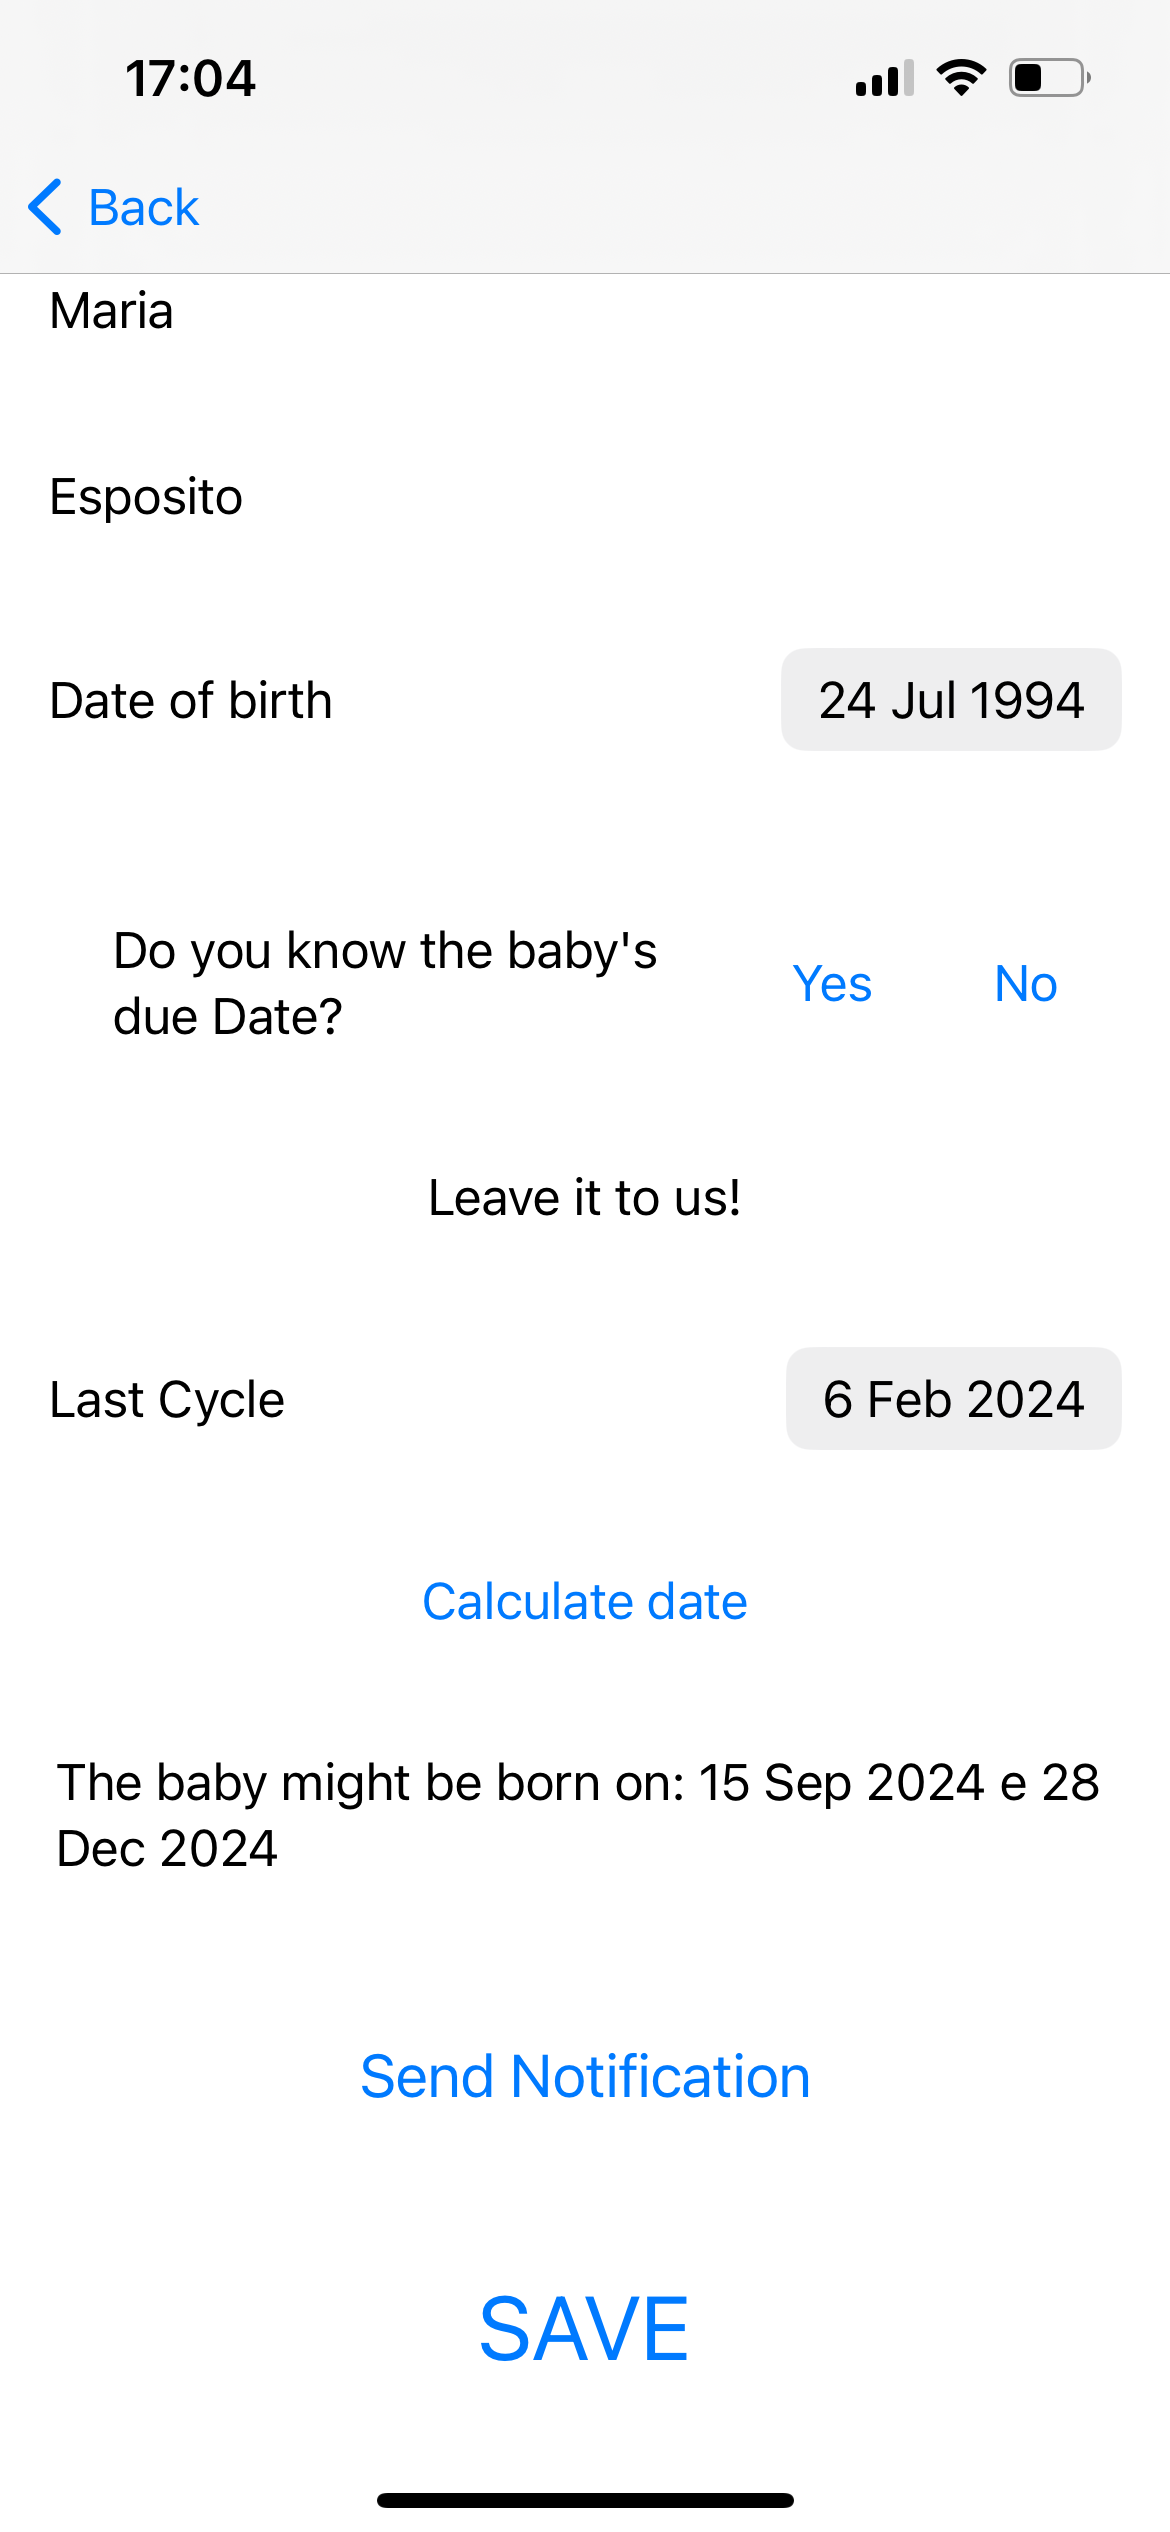 17:04
Back
Maria
Esposito
Date of birth
24 Jul 1994
Do you know the baby's
due Date?
Yes
No
Leave it to us!
Last Cycle
6 Feb 2024
Calculate date
The baby might be born on: 15 Sep 2024 e 28
Dec 2024
Send Notification
SAVE